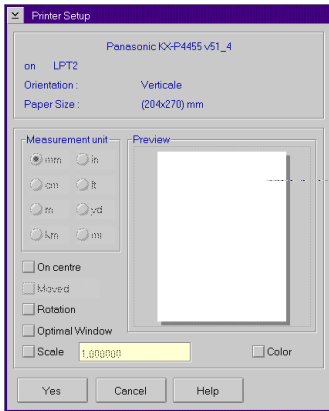 Printer Setup
Panasonic KX-P4455 v51_4
on LPT2
Orientation : Verticale
Paper Size : (204x270) mm
Measurement unit
Preview
mm in
cm ft
m yd
km mi
On centre
Moved
Rotation
Optimal Window
Scale 1.000000 Color
Yes Cancel Help